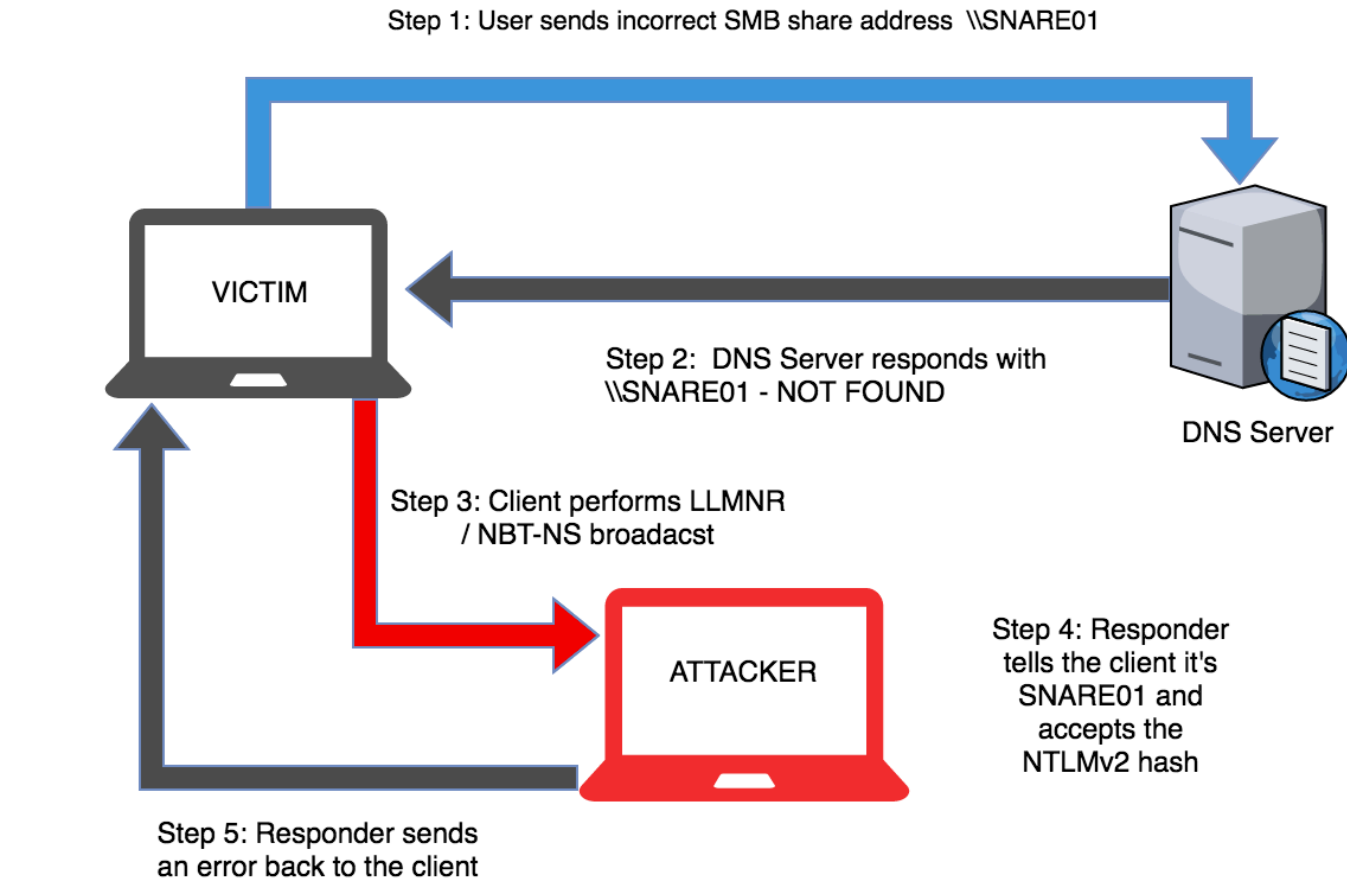 Step 1: User sends incorrect SMB share address \\SNARE01
VICTIM
Step 2: DNS Server responds with
\\SNARE01 - NOT FOUND
DNS Server
Step 3: Client performs LLMNR
/ NBT-NS broadacst
ATTACKER
Step 4: Responder
tells the client it's
SNARE01 and
accepts the
NTLMv2 hash
Step 5: Responder sends
an error back to the client